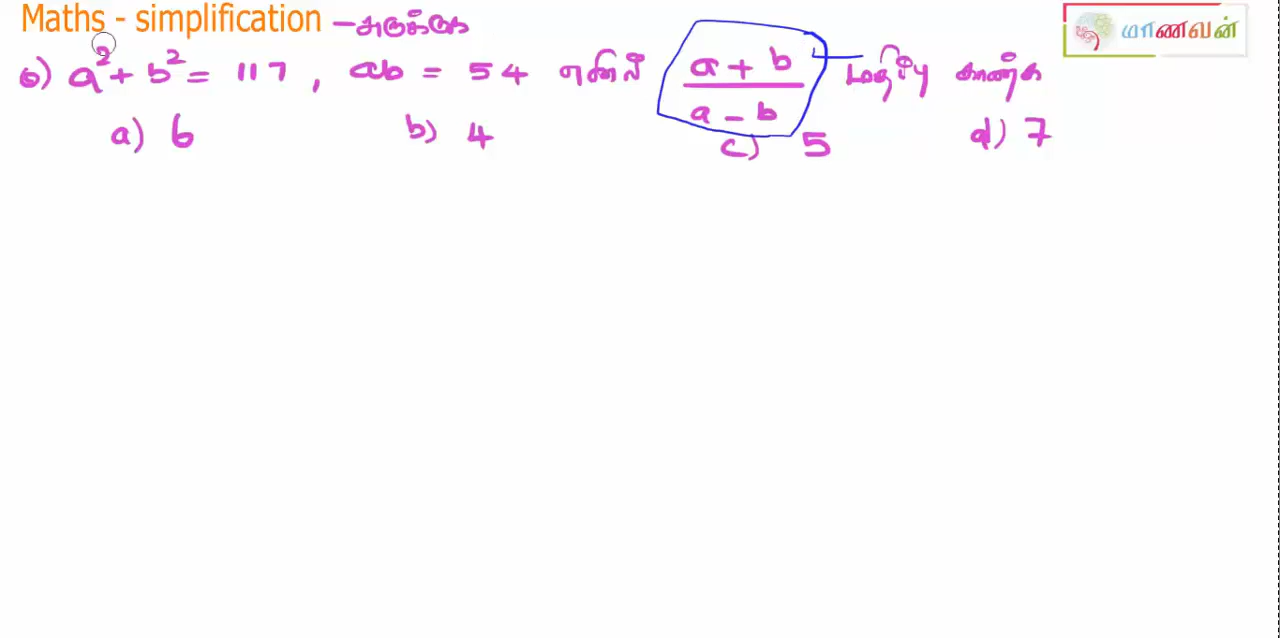 Maths - simplification - சுருக்குக
மாணவன்
6) a² + b² = 117 , ab = 54 எனில் a + b / a - b மதிப்பு காண்க
a) 6 b) 4 c) 5 d) 7